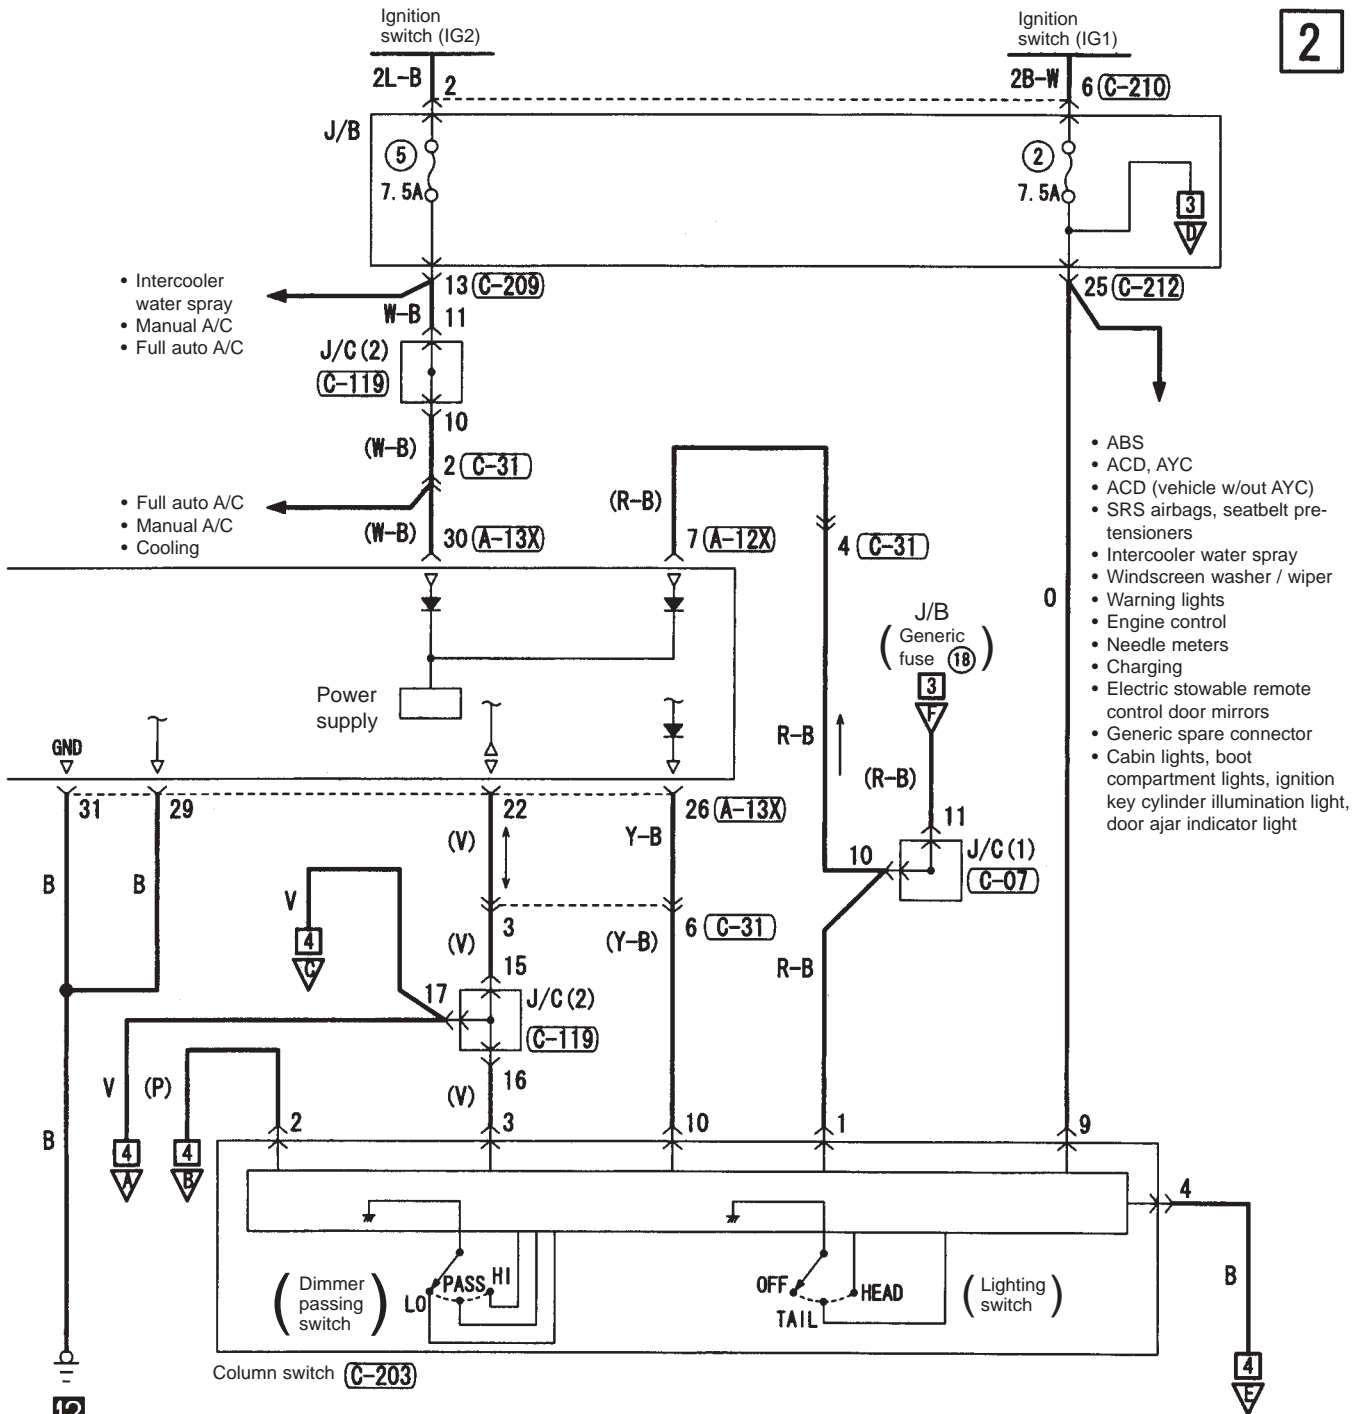 Ignition
switch (IG2)
Ignition
switch (IG1)
2
2L-B
2
2B-W
6
C-210
J/B
5
7.5A
2
7.5A
3
D
• Intercooler
water spray
• Manual A/C
• Full auto A/C
13
C-209
25
C-212
W-B
11
J/C(2)
C-119
10
(W-B)
2
C-31
• Full auto A/C
• Manual A/C
• Cooling
(W-B)
30
A-13X
(R-B)
7
A-12X
4
C-31
• ABS
• ACD, AYC
• ACD (vehicle w/out AYC)
• SRS airbags, seatbelt pre-
tensioners
• Intercooler water spray
• Windscreen washer / wiper
• Warning lights
• Engine control
• Needle meters
• Charging
• Electric stowable remote
control door mirrors
• Generic spare connector
• Cabin lights, boot
compartment lights, ignition
key cylinder illumination light,
door ajar indicator light
O
J/B
(Generic
fuse 18)
3
F
Power
supply
R-B
(R-B)
GND
31
29
22
26
A-13X
11
(V)
Y-B
10
J/C(1)
C-07
B
B
V
4
C
3
6
C-31
(V)
(Y-B)
R-B
15
17
J/C(2)
C-119
16
(V)
V
(P)
B
2
3
10
1
9
4
A
4
B
4
B
(Dimmer
passing
switch)
LO
PASS
HI
OFF
TAIL
HEAD
(Lighting
switch)
Column switch
C-203
4
E
12